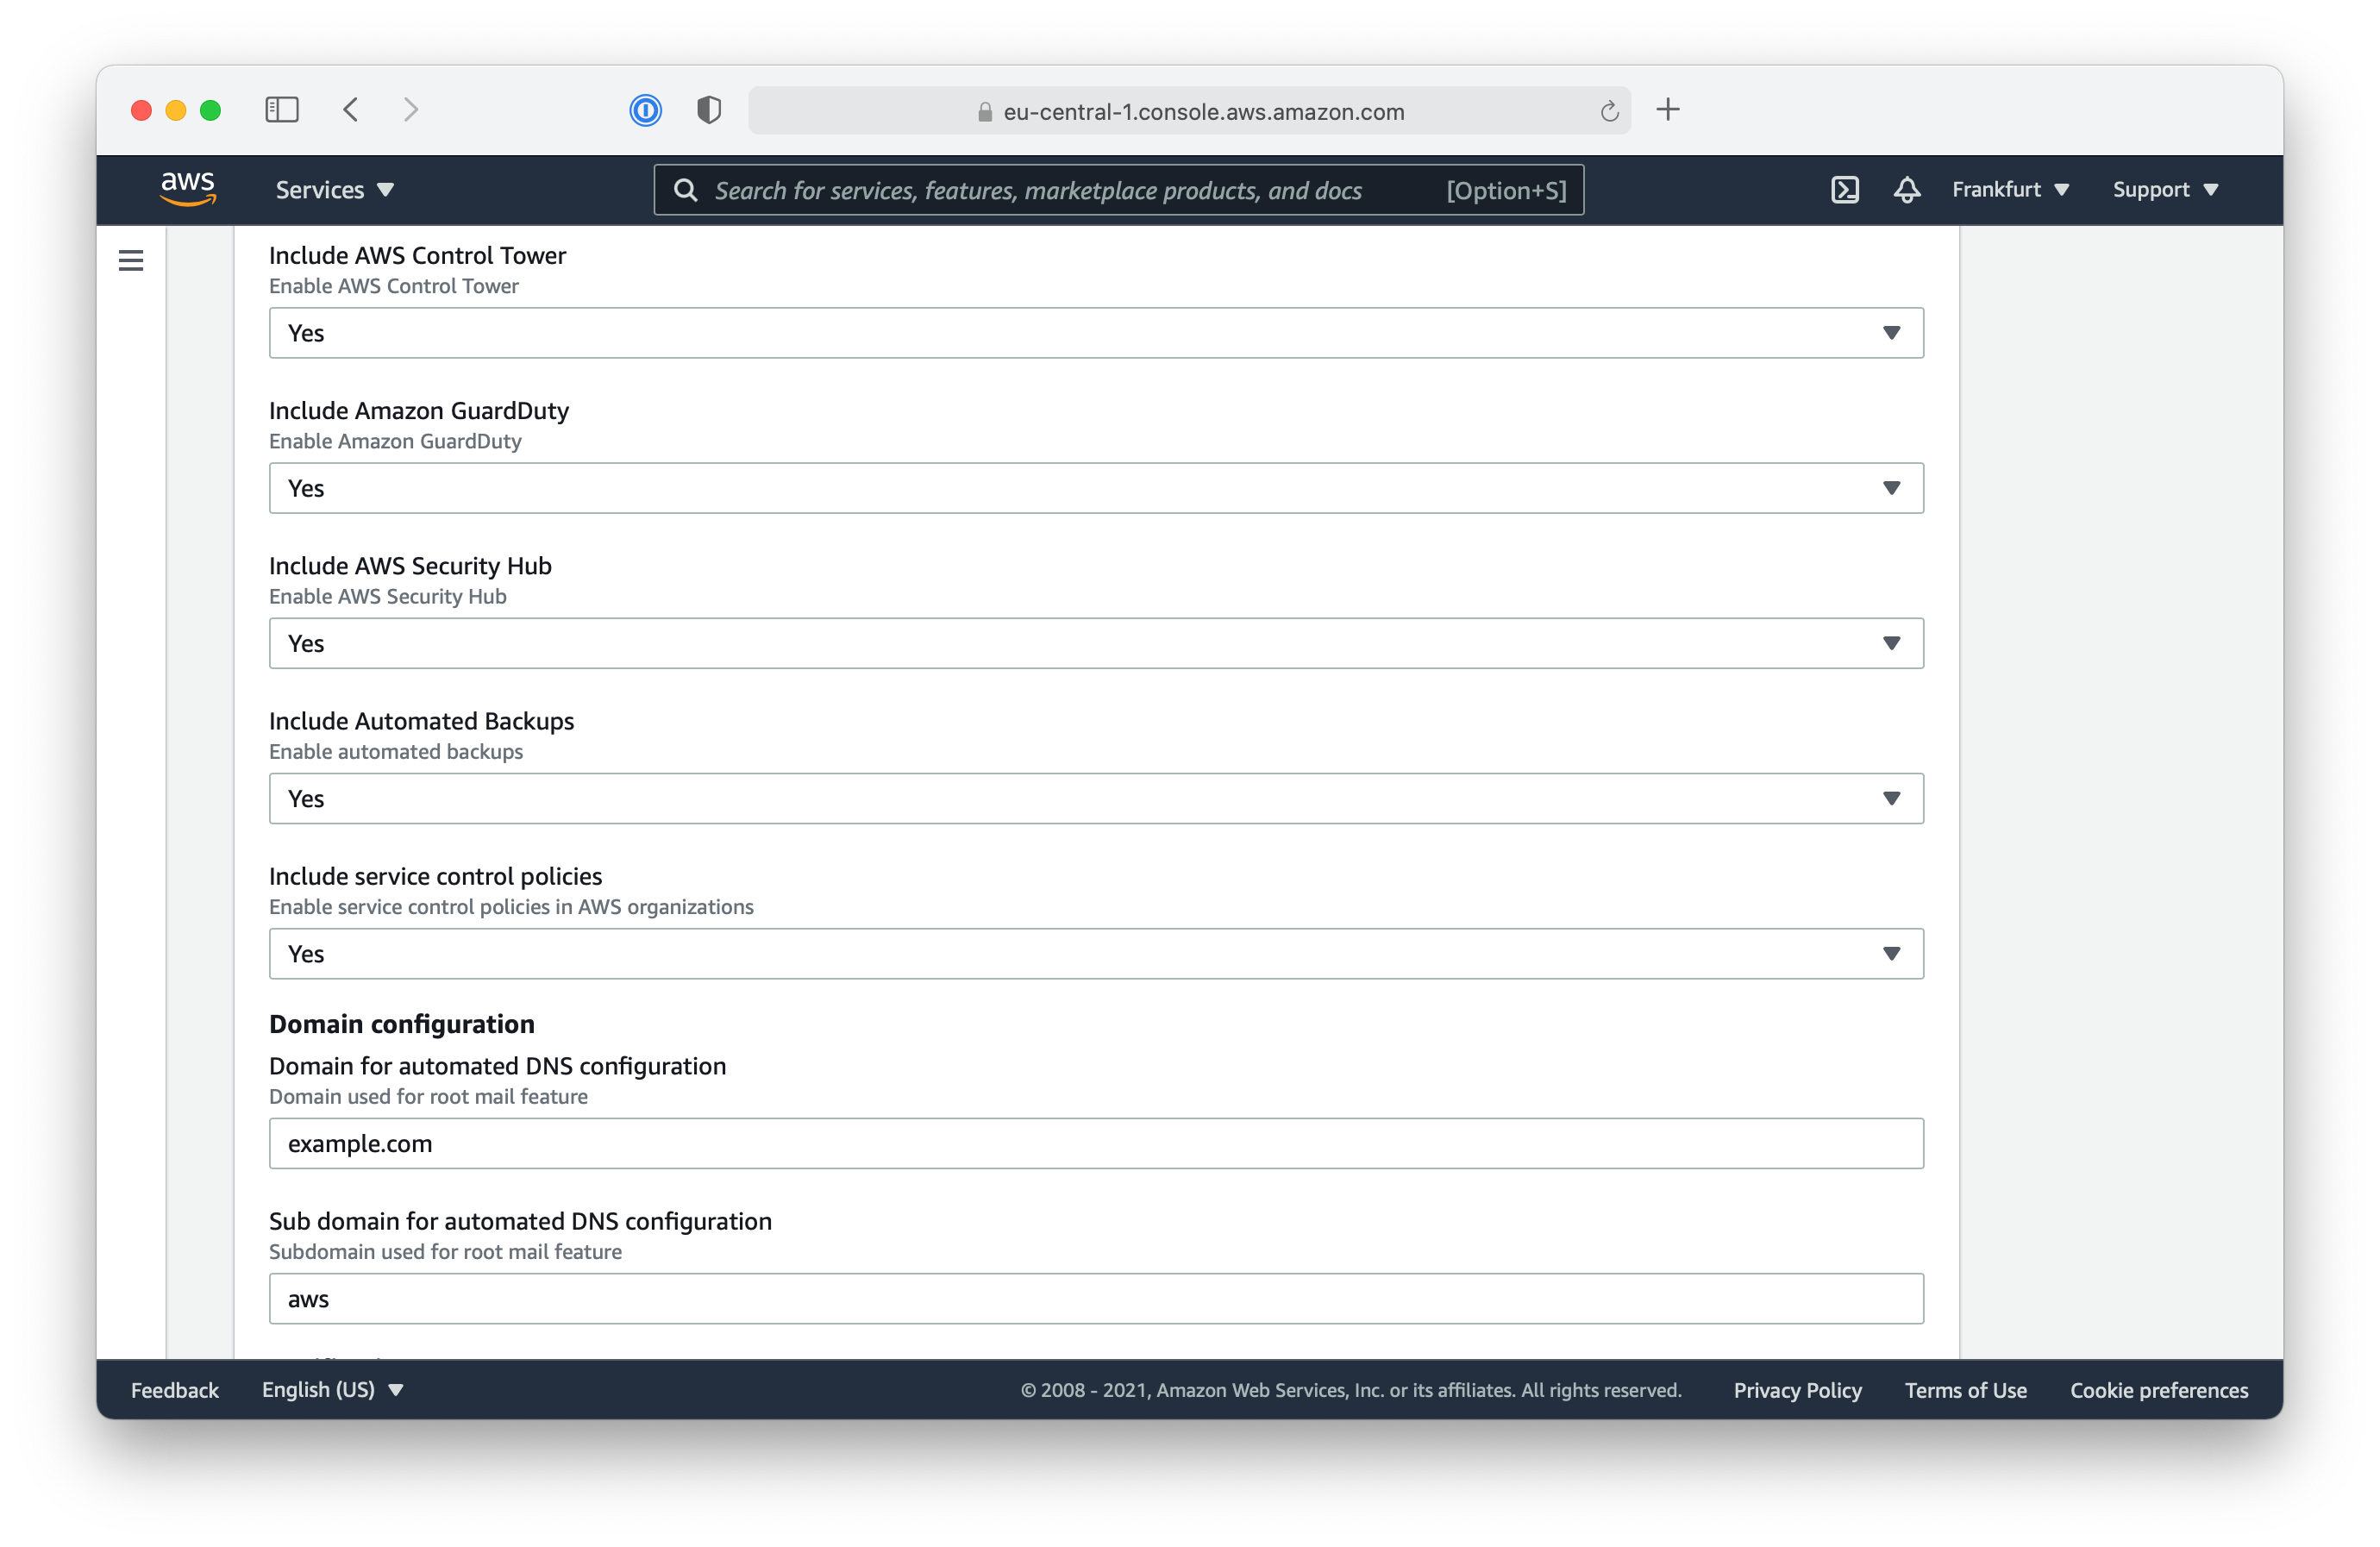 eu-central-1.console.aws.amazon.com
aws
Services
Search for services, features, marketplace products, and docs
[Option+S]
Frankfurt
Support
Include AWS Control Tower
Enable AWS Control Tower
Yes
Include Amazon GuardDuty
Enable Amazon GuardDuty
Yes
Include AWS Security Hub
Enable AWS Security Hub
Yes
Include Automated Backups
Enable automated backups
Yes
Include service control policies
Enable service control policies in AWS organizations
Yes
Domain configuration
Domain for automated DNS configuration
Domain used for root mail feature
example.com
Sub domain for automated DNS configuration
Subdomain used for root mail feature
aws
Feedback
English (US)
© 2008 - 2021, Amazon Web Services, Inc. or its affiliates. All rights reserved.
Privacy Policy
Terms of Use
Cookie preferences